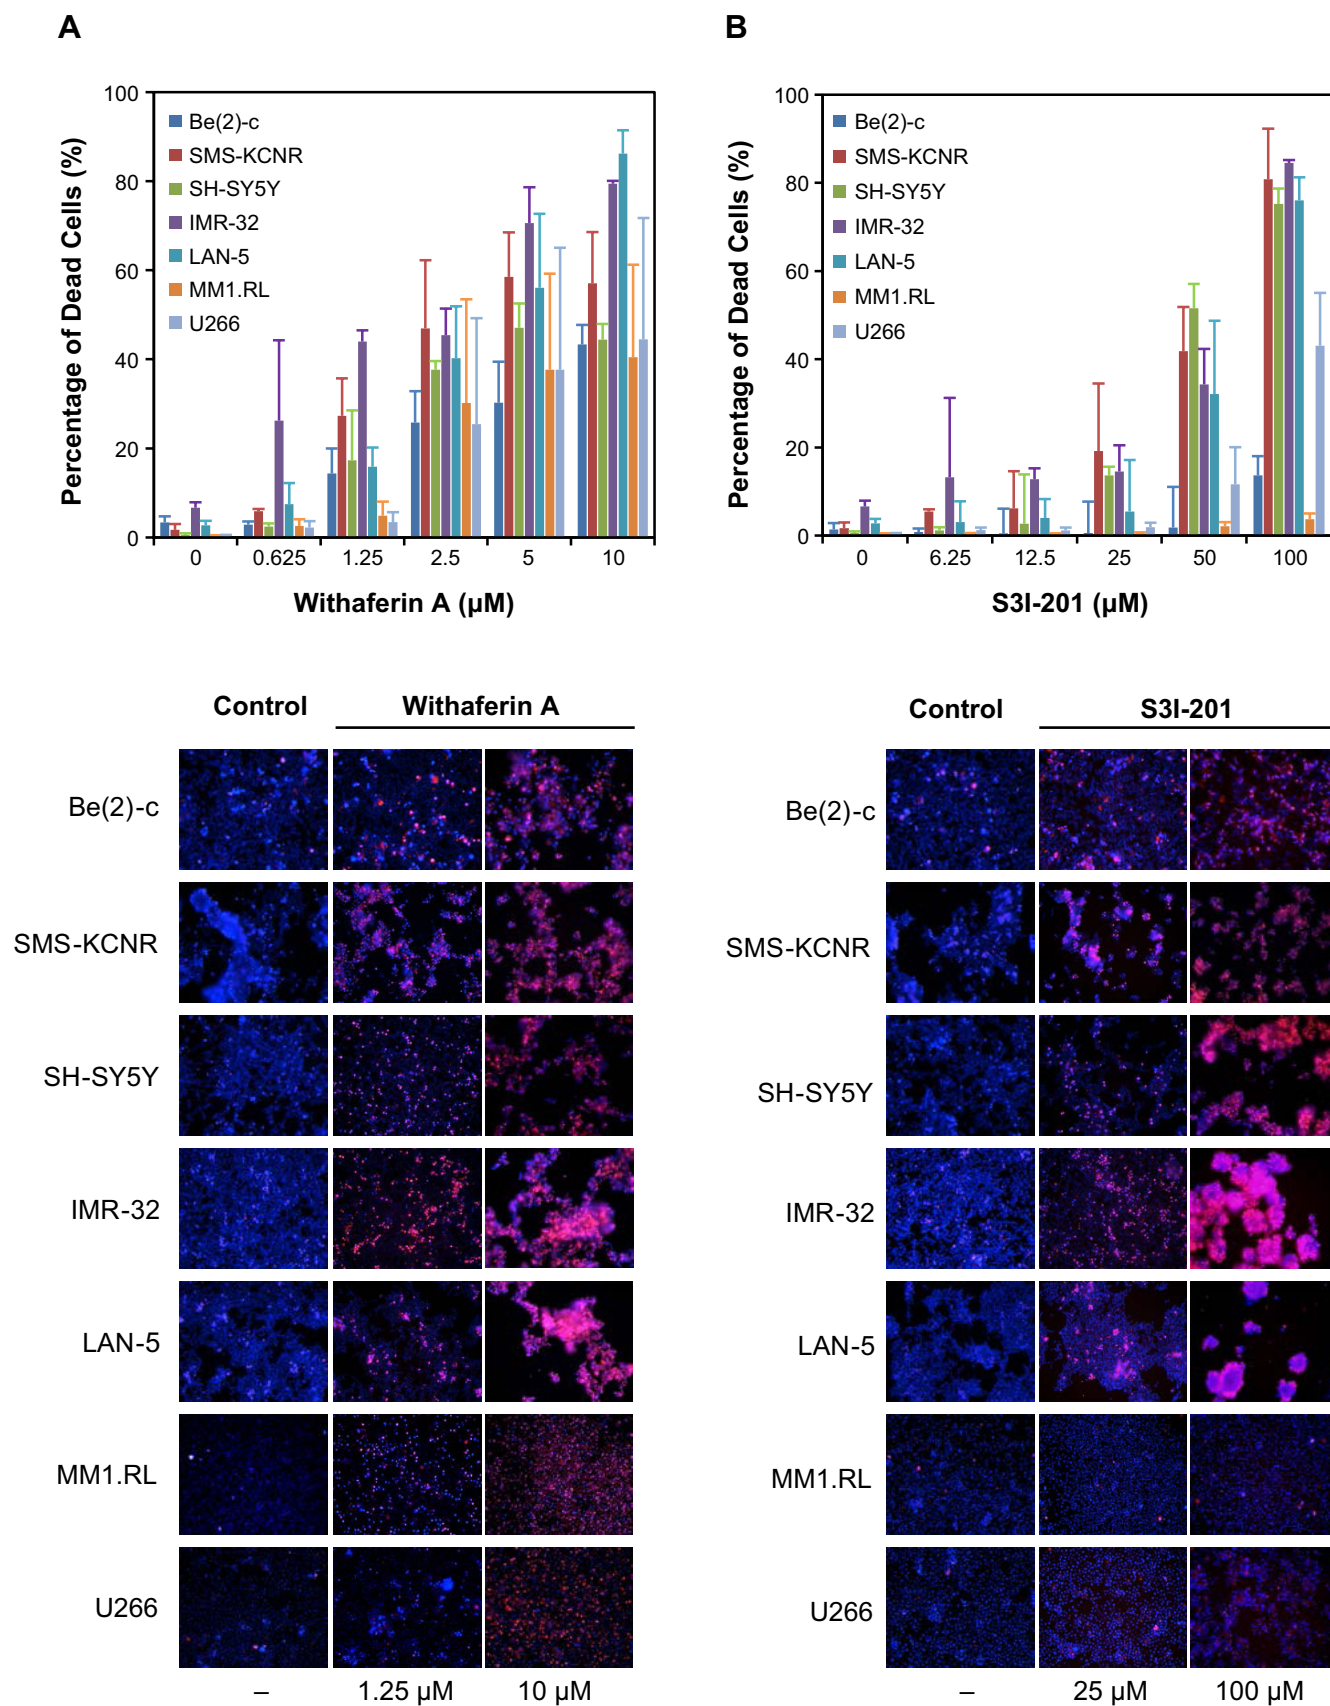 A
B
Percentage of Dead Cells (%)
100
80
60
40
20
0
Be(2)-c
SMS-KCNR
SH-SY5Y
IMR-32
LAN-5
MM1.RL
U266
0 0.625 1.25 2.5 5 10
Withaferin A (µM)
Percentage of Dead Cells (%)
100
80
60
40
20
0
Be(2)-c
SMS-KCNR
SH-SY5Y
IMR-32
LAN-5
MM1.RL
U266
0 6.25 12.5 25 50 100
S3I-201 (µM)
Control Withaferin A
Be(2)-c
SMS-KCNR
SH-SY5Y
IMR-32
LAN-5
MM1.RL
U266
– 1.25 µM 10 µM
Control S3I-201
Be(2)-c
SMS-KCNR
SH-SY5Y
IMR-32
LAN-5
MM1.RL
U266
– 25 µM 100 µM